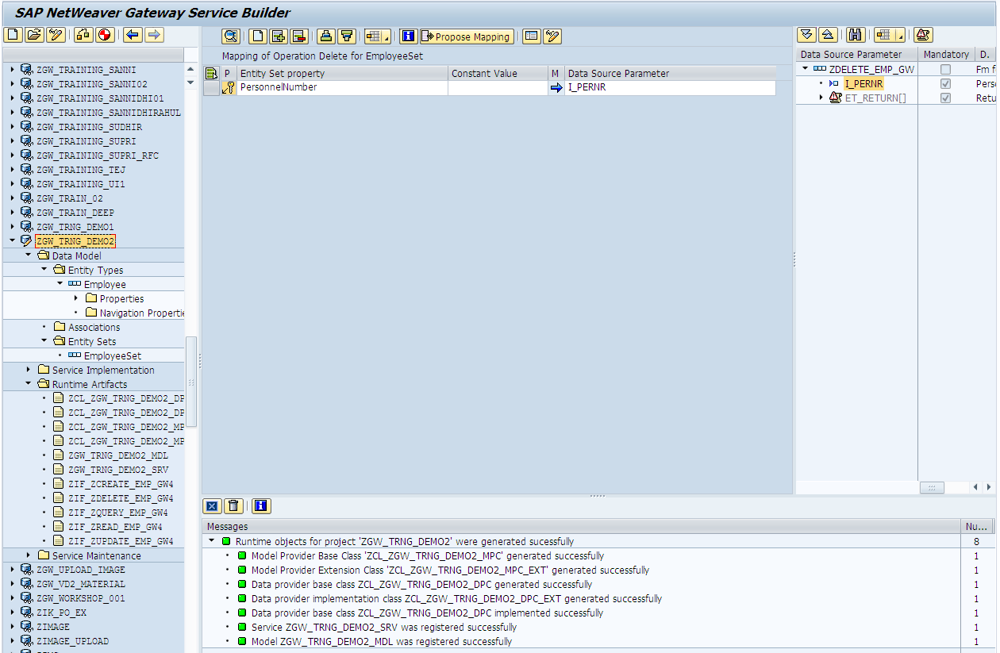 SAP NetWeaver Gateway Service Builder
ZGW_TRAINING_SANNI
ZGW_TRAINING_SANNI02
ZGW_TRAINING_SANNIDHI01
ZGW_TRAINING_SANNIDHIRAHUL
ZGW_TRAINING_SUDHIR
ZGW_TRAINING_SUPRI
ZGW_TRAINING_SUPRI_RFC
ZGW_TRAINING_TEJ
ZGW_TRAINING_UI1
ZGW_TRAIN_02
ZGW_TRAIN_DEEP
ZGW_TRNG_DEMO1
ZGW_TRNG_DEMO2
Data Model
Entity Types
Employee
Properties
Navigation Propertie
Associations
Entity Sets
EmployeeSet
Service Implementation
Runtime Artifacts
ZCL_ZGW_TRNG_DEMO2_DP
ZCL_ZGW_TRNG_DEMO2_DP
ZCL_ZGW_TRNG_DEMO2_MP
ZCL_ZGW_TRNG_DEMO2_MP
ZGW_TRNG_DEMO2_MDL
ZGW_TRNG_DEMO2_SRV
ZIF_ZCREATE_EMP_GW4
ZIF_ZDELETE_EMP_GW4
ZIF_ZQUERY_EMP_GW4
ZIF_ZREAD_EMP_GW4
ZIF_ZUPDATE_EMP_GW4
Service Maintenance
ZGW_UPLOAD_IMAGE
ZGW_VD2_MATERIAL
ZGW_WORKSHOP_001
ZIK_PO_EX
ZIMAGE
ZIMAGE_UPLOAD
Propose Mapping
Mapping of Operation Delete for EmployeeSet
P Entity Set property Constant Value M Data Source Parameter
PersonnelNumber I_PERNR
Data Source Parameter Mandatory D.
ZDELETE_EMP_GW Fm f
I_PERNR Pers
ET_RETURN[] Retu
Messages Nu...
Runtime objects for project 'ZGW_TRNG_DEMO2' were generated sucessfully 8
Model Provider Base Class 'ZCL_ZGW_TRNG_DEMO2_MPC' generated successfully 1
Model Provider Extension Class 'ZCL_ZGW_TRNG_DEMO2_MPC_EXT' generated successfully 1
Data provider base class ZCL_ZGW_TRNG_DEMO2_DPC generated successfully 1
Data provider implementation class ZCL_ZGW_TRNG_DEMO2_DPC_EXT generated successfully 1
Data provider base class ZCL_ZGW_TRNG_DEMO2_DPC implemented successfully 1
Service ZGW_TRNG_DEMO2_SRV was registered successfully 1
Model ZGW_TRNG_DEMO2_MDL was registered successfully 1